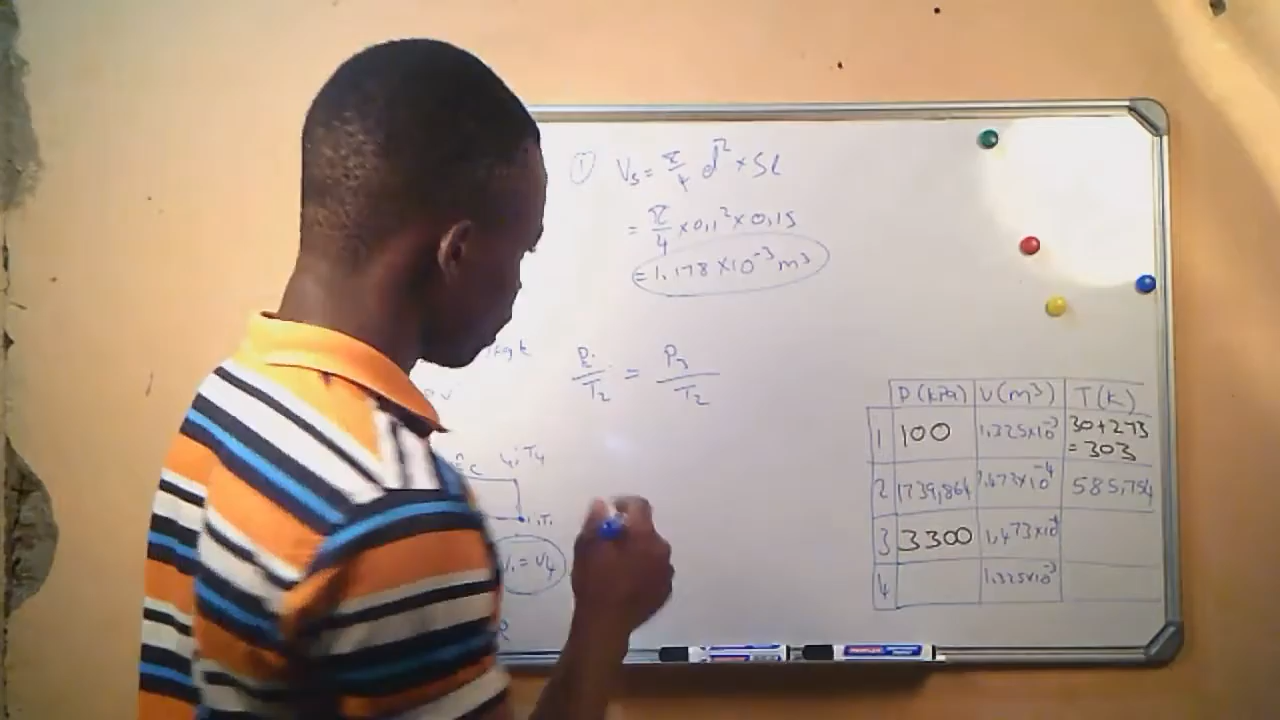 ① Vs = π/4 d² × SL
= π/4 × 0,1² × 0,15
= 1,178 × 10⁻³ m³
P₂/T₂ = P₃/T₂
4; T4
V₁ = V4
P(kPa) V(m³) T(K)
1 100 1,325×10⁻³ 30+273 = 303
2 1739,864 1,473×10⁻⁴ 585,754
3 3300 1,473×10⁻⁴
4 1,325×10⁻³